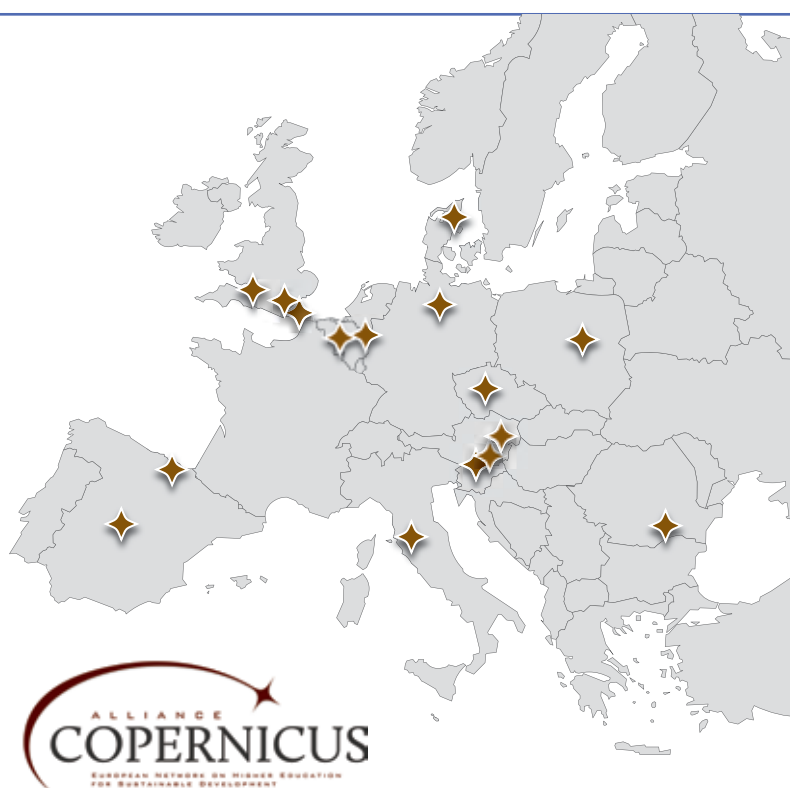 ALLIANCE
COPERNICUS
EUROPEAN NETWORK ON HIGHER EDUCATION
FOR SUSTAINABLE DEVELOPMENT